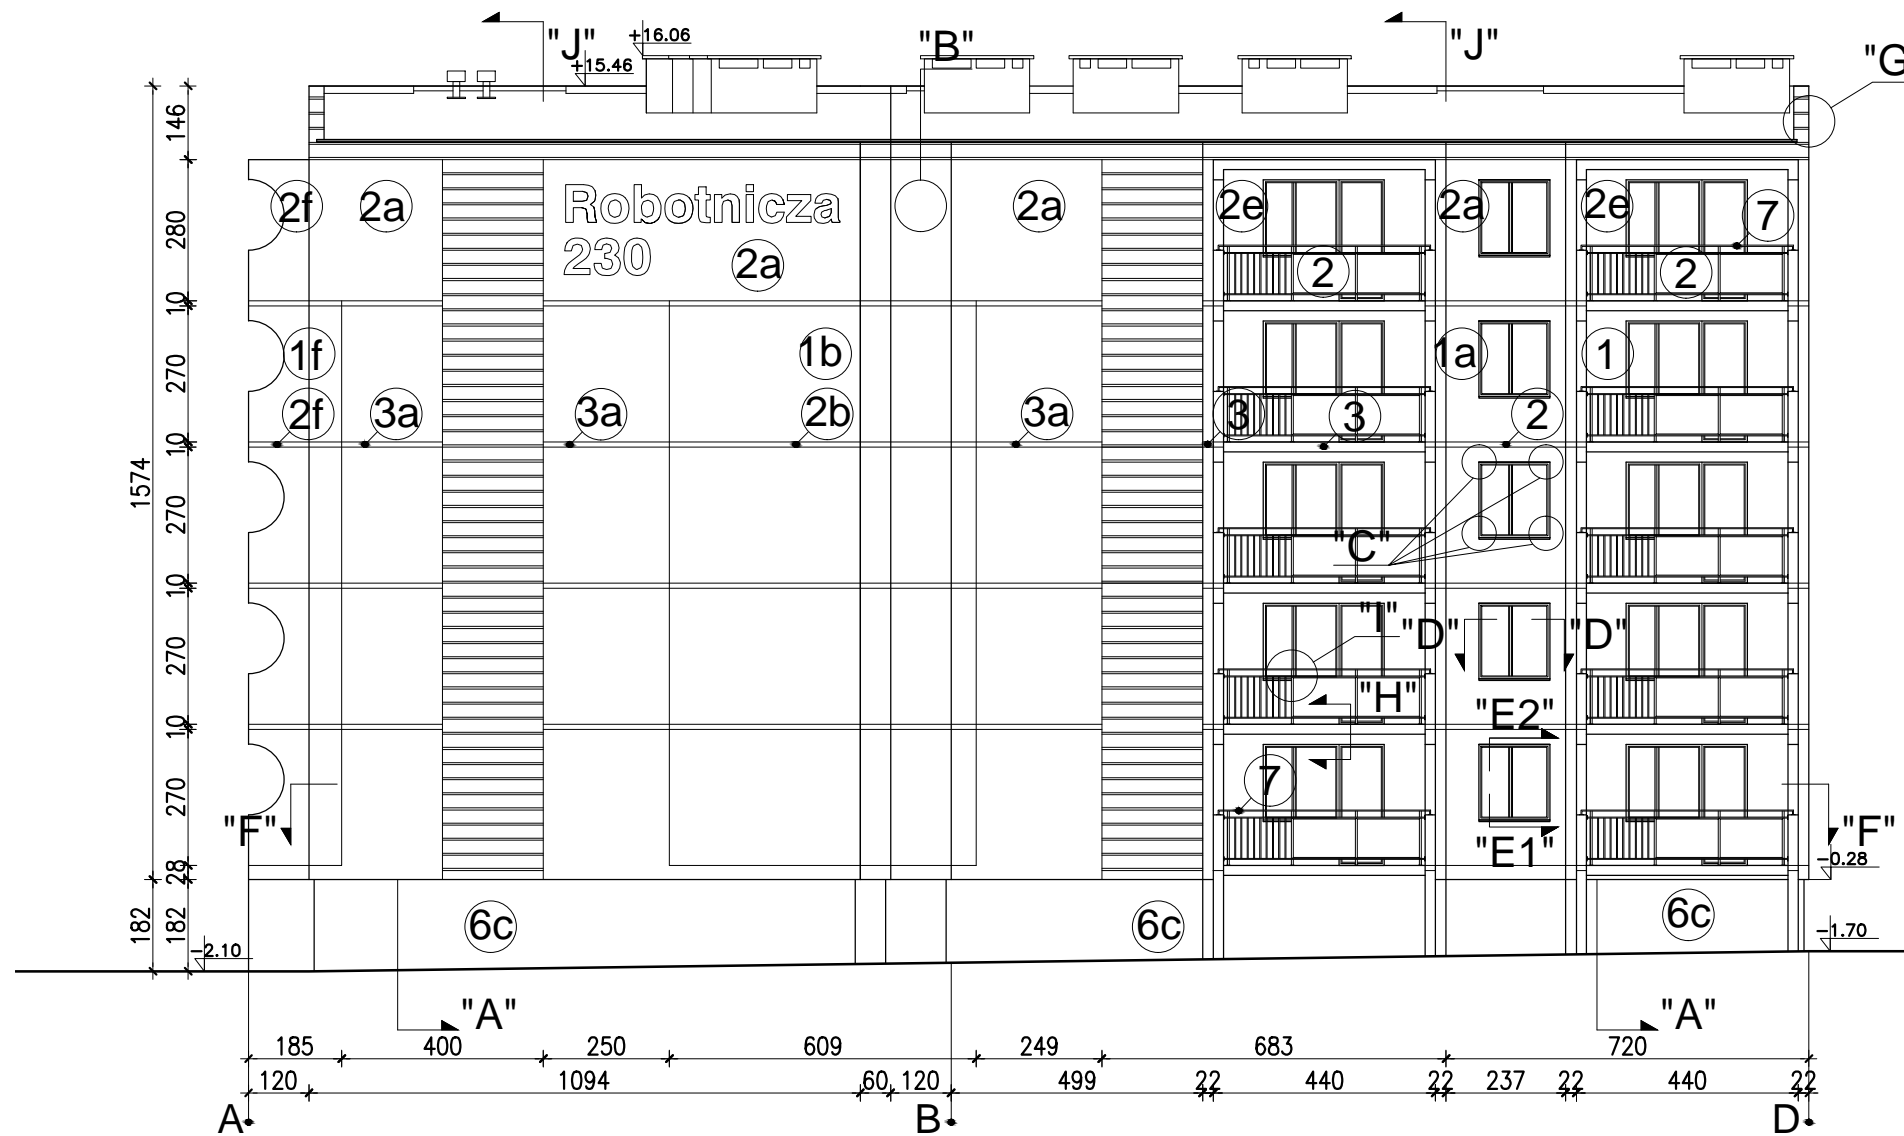 "J" +16.06 "B" "J" "G
+15.46
146
2f 2a Robotnicza 2a 2e 2a 2e 7
230
2a 2 2
280
10
1f 1b 1a 1
270
2f 3a 3a 2b 3a 3 3 2
10
1574
270
"C"
10
"I" "D" "D"
270
"H"
"E2"
10
7
270
"F" "E1" "F"
28 -0.28
182 182 6c 6c 6c
-2.10 -1.70
"A" "A"
185 400 250 609 249 683 720
120 1094 60 120 499 22 440 22 237 22 440 22
A B D